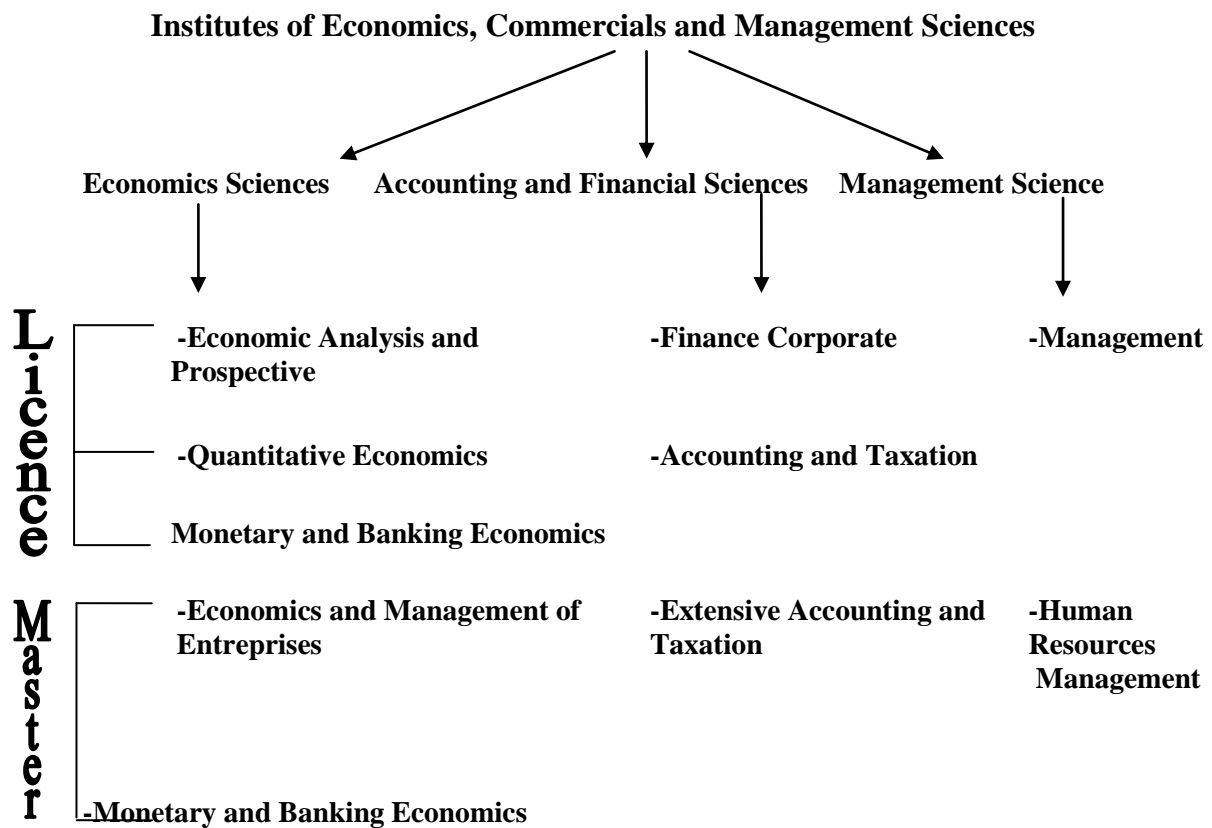 Institutes of Economics, Commercials and Management Sciences
Economics Sciences Accounting and Financial Sciences Management Science
Licence
-Economic Analysis and Prospective
-Finance Corporate
-Management
-Quantitative Economics
-Accounting and Taxation
Monetary and Banking Economics
Master
-Economics and Management of
Entreprises
-Extensive Accounting and
Taxation
-Human
Resources
Management
-Monetary and Banking Economics